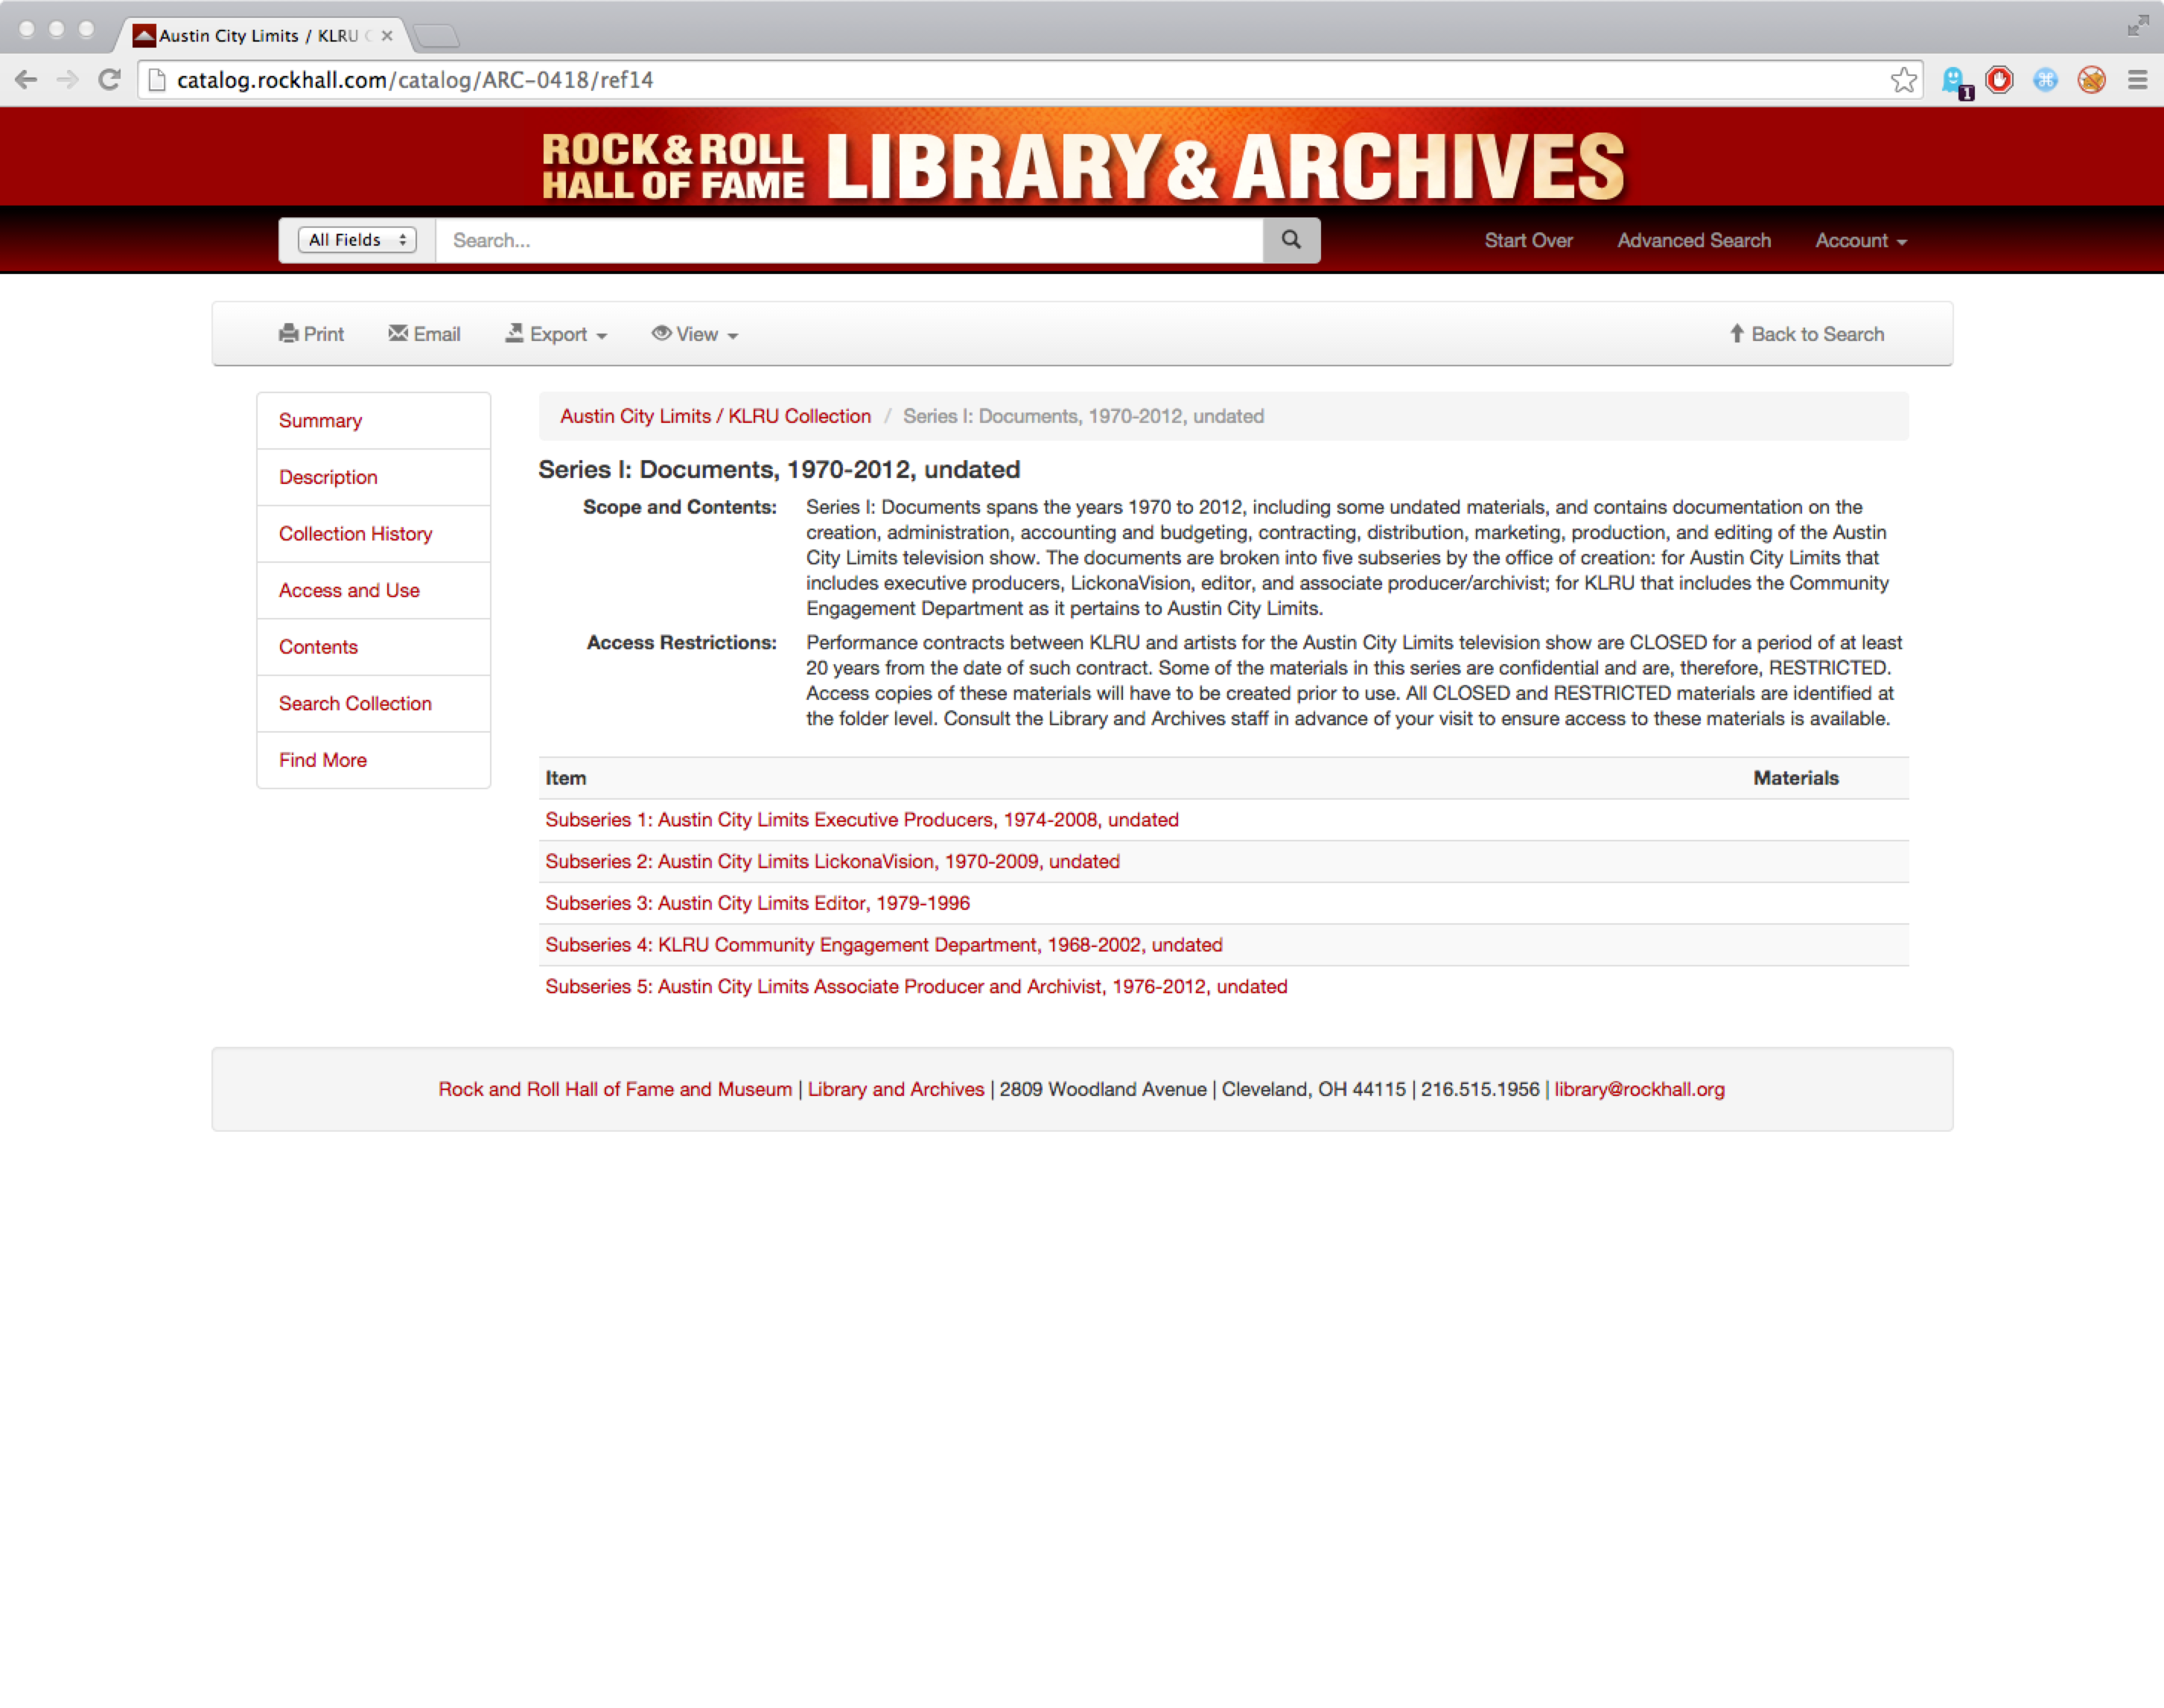 Austin City Limits / KLRU C
catalog.rockhall.com/catalog/ARC-0418/ref14
1
ROCK & ROLL
HALL OF FAME
LIBRARY & ARCHIVES
All Fields
Search...
Start Over
Advanced Search
Account
Print
Email
Export
View
Back to Search
Summary
Description
Collection History
Access and Use
Contents
Search Collection
Find More
Austin City Limits / KLRU Collection / Series I: Documents, 1970-2012, undated
Series I: Documents, 1970-2012, undated
Scope and Contents:
Series I: Documents spans the years 1970 to 2012, including some undated materials, and contains documentation on the
creation, administration, accounting and budgeting, contracting, distribution, marketing, production, and editing of the Austin
City Limits television show. The documents are broken into five subseries by the office of creation: for Austin City Limits that
includes executive producers, LickonaVision, editor, and associate producer/archivist; for KLRU that includes the Community
Engagement Department as it pertains to Austin City Limits.
Access Restrictions:
Performance contracts between KLRU and artists for the Austin City Limits television show are CLOSED for a period of at least
20 years from the date of such contract. Some of the materials in this series are confidential and are, therefore, RESTRICTED.
Access copies of these materials will have to be created prior to use. All CLOSED and RESTRICTED materials are identified at
the folder level. Consult the Library and Archives staff in advance of your visit to ensure access to these materials is available.
Item Materials
Subseries 1: Austin City Limits Executive Producers, 1974-2008, undated
Subseries 2: Austin City Limits LickonaVision, 1970-2009, undated
Subseries 3: Austin City Limits Editor, 1979-1996
Subseries 4: KLRU Community Engagement Department, 1968-2002, undated
Subseries 5: Austin City Limits Associate Producer and Archivist, 1976-2012, undated
Rock and Roll Hall of Fame and Museum | Library and Archives | 2809 Woodland Avenue | Cleveland, OH 44115 | 216.515.1956 | library@rockhall.org